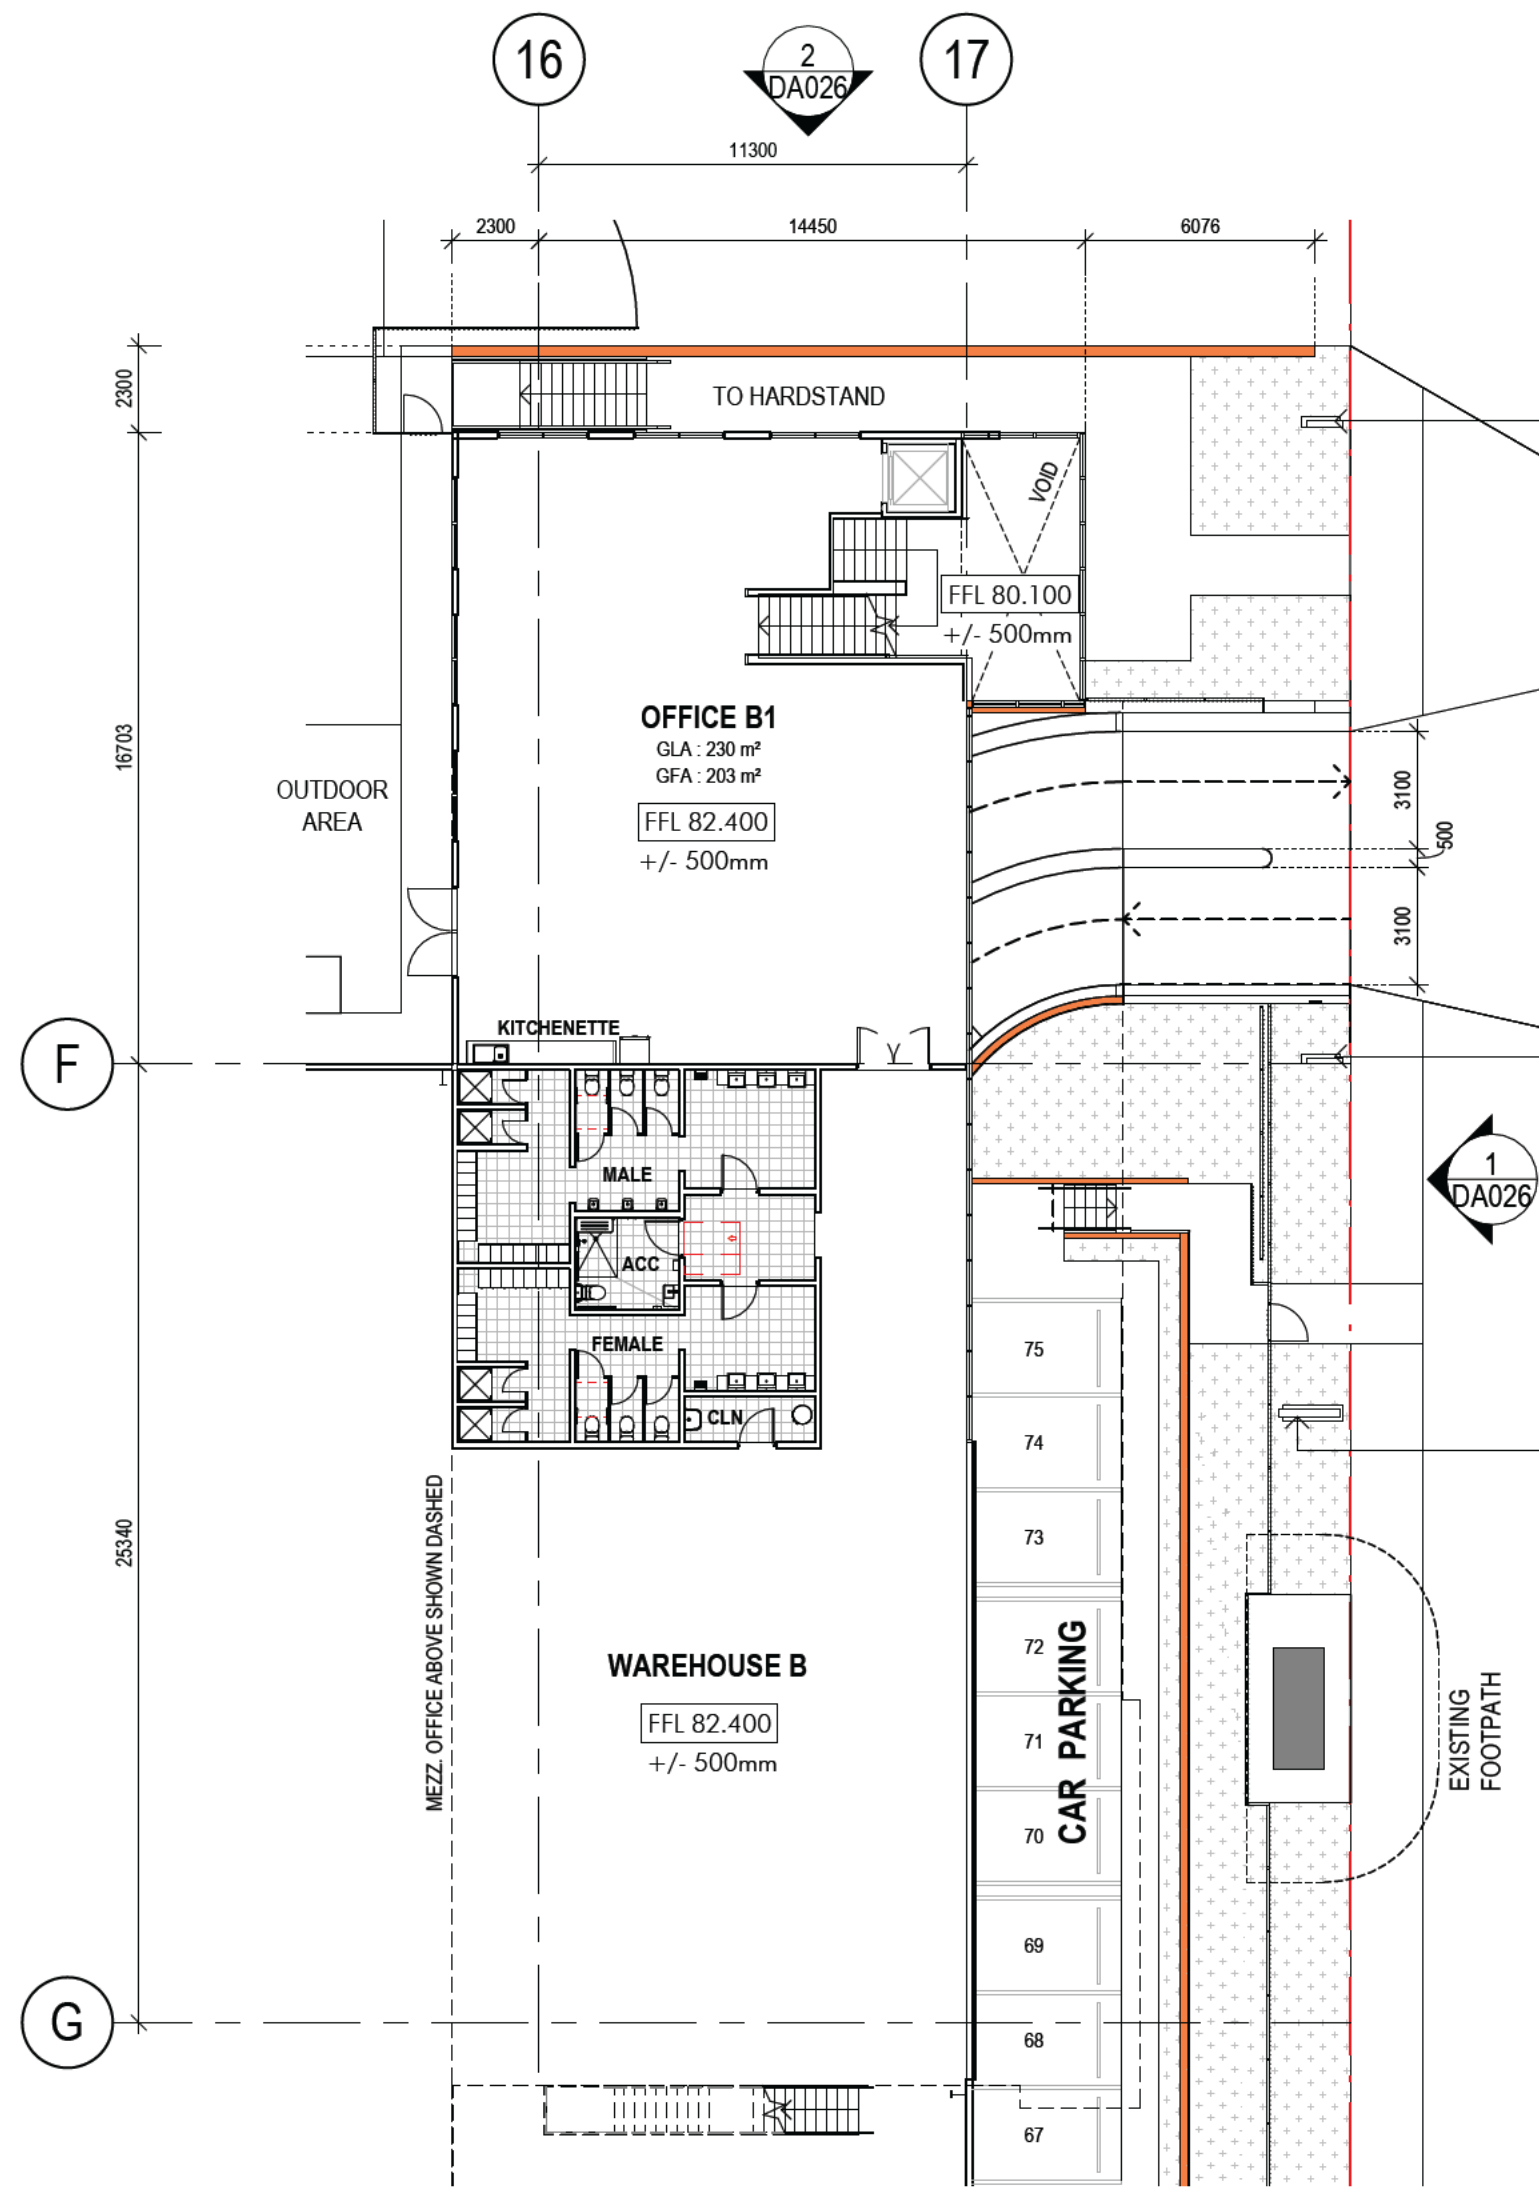 16
2
DA026
17
11300
2300
14450
6076
2300
TO HARDSTAND
VOID
FFL 80.100
+/- 500mm
OFFICE B1
GLA : 230 m²
GFA : 203 m²
FFL 82.400
+/- 500mm
16703
OUTDOOR
AREA
3100
500
3100
KITCHENETTE
F
MALE
1
DA026
ACC
FEMALE
CLN
75
74
73
72
71
70
69
68
67
25340
MEZZ. OFFICE ABOVE SHOWN DASHED
WAREHOUSE B
FFL 82.400
+/- 500mm
CAR PARKING
EXISTING
FOOTPATH
G